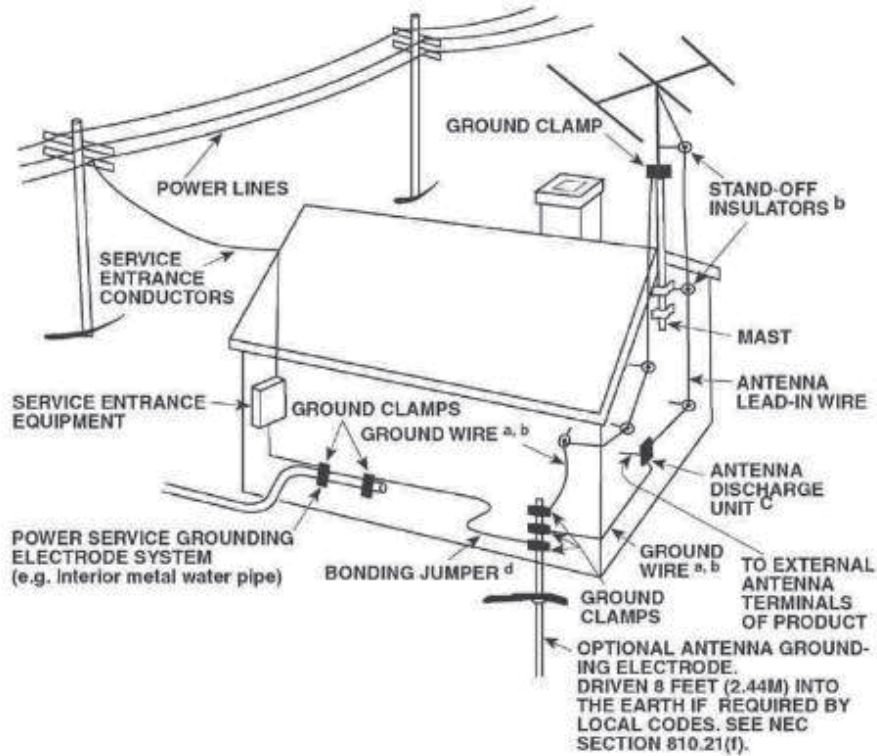 GROUND CLAMP
POWER LINES
STAND-OFF
INSULATORS b
SERVICE
ENTRANCE
CONDUCTORS
MAST
ANTENNA
LEAD-IN WIRE
SERVICE ENTRANCE
EQUIPMENT
GROUND CLAMPS
GROUND WIRE a, b
ANTENNA
DISCHARGE
UNIT C
POWER SERVICE GROUNDING
ELECTRODE SYSTEM
(e.g. interior metal water pipe)
BONDING JUMPER d
GROUND
WIRE a, b
TO EXTERNAL
ANTENNA
TERMINALS
OF PRODUCT
GROUND
CLAMPS
OPTIONAL ANTENNA GROUND-
ING ELECTRODE.
DRIVEN 8 FEET (2.44M) INTO
THE EARTH IF REQUIRED BY
LOCAL CODES. SEE NEC
SECTION 810.21(f).